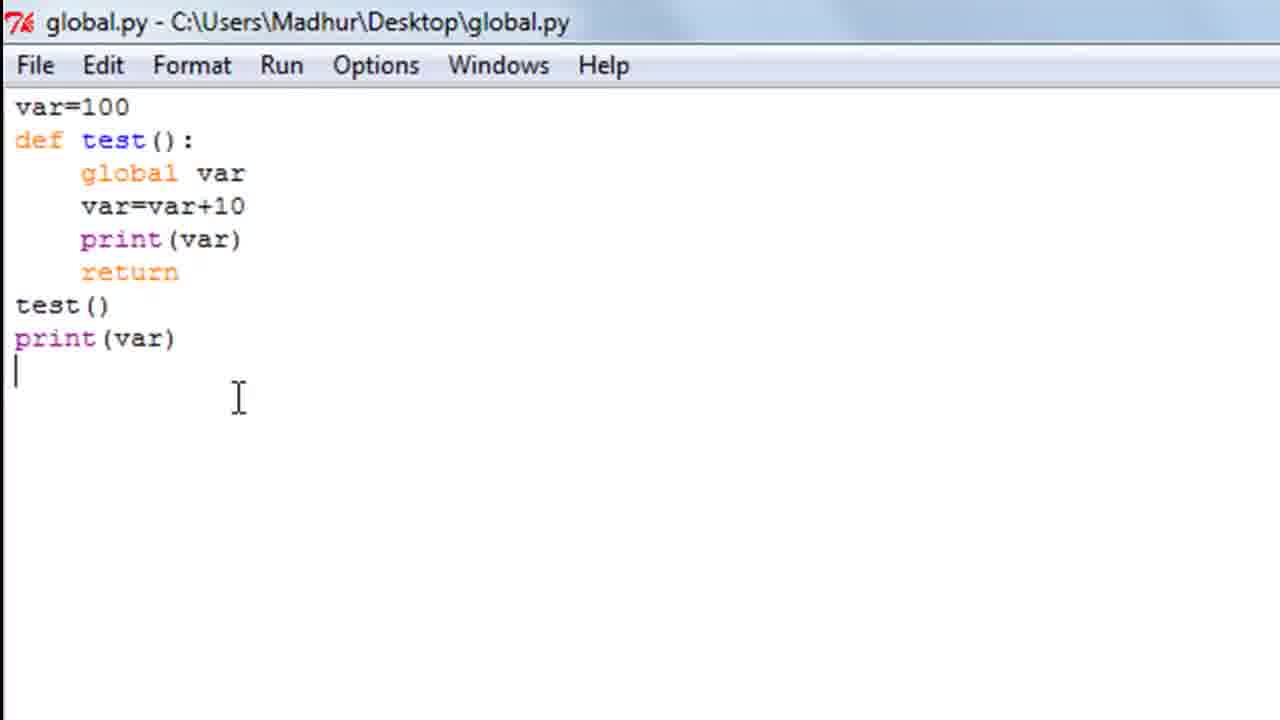 global.py - C:\Users\Madhur\Desktop\global.py
File Edit Format Run Options Windows Help
var=100
def test():
    global var
    var=var+10
    print(var)
    return
test()
print(var)